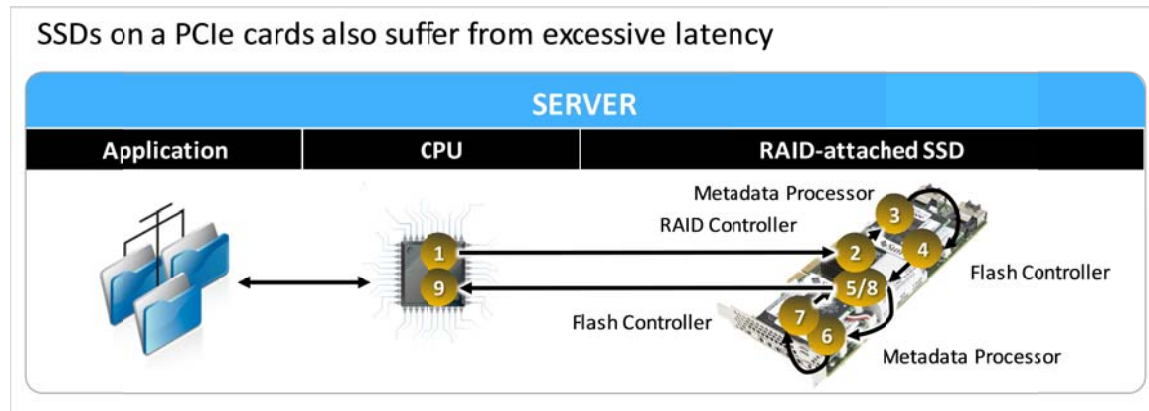 SSDs on a PCIe cards also suffer from excessive latency
SERVER
Application
CPU
RAID-attached SSD
Metadata Processor
RAID Controller
Flash Controller
Flash Controller
Metadata Processor
1
2
3
4
5/8
6
7
9